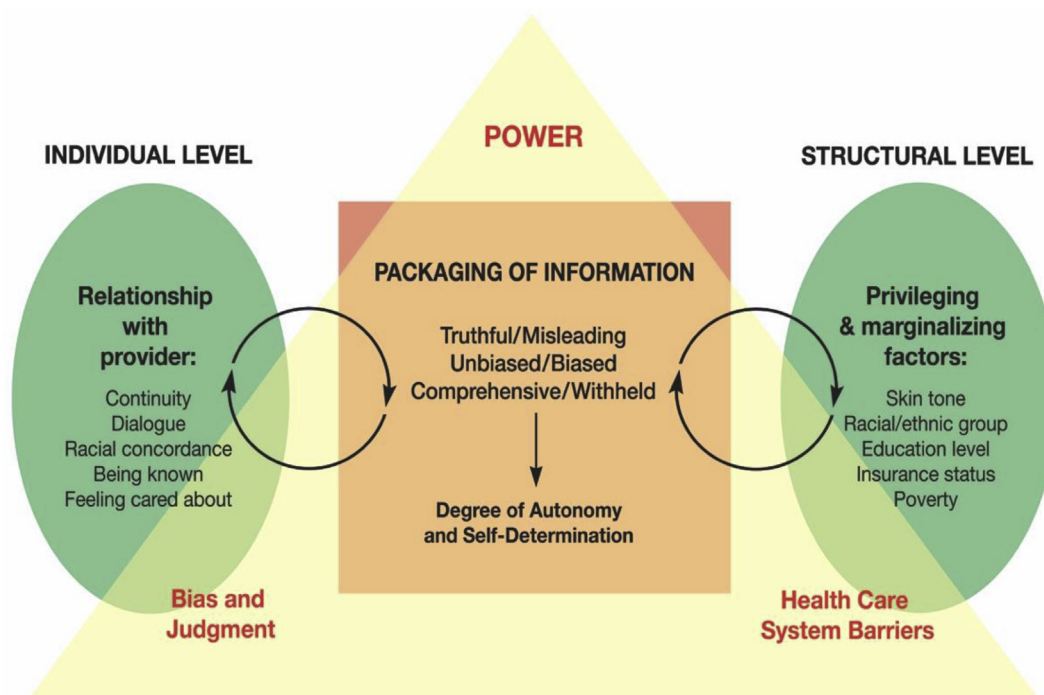 POWER
INDIVIDUAL LEVEL
Relationship
with
provider:
Continuity
Dialogue
Racial concordance
Being known
Feeling cared about
Bias and
Judgment
PACKAGING OF INFORMATION
Truthful/Misleading
Unbiased/Biased
Comprehensive/Withheld
Degree of Autonomy
and Self-Determination
STRUCTURAL LEVEL
Privileging
& marginalizing
factors:
Skin tone
Racial/ethnic group
Education level
Insurance status
Poverty
Health Care
System Barriers